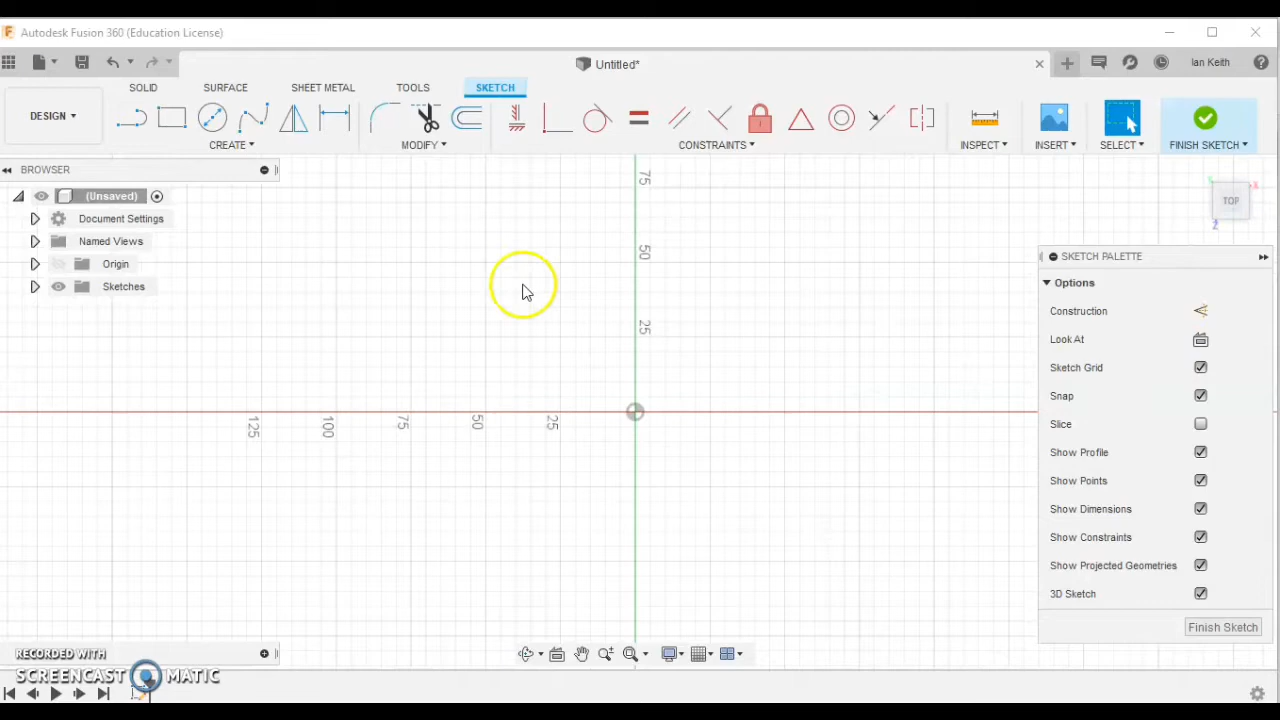 Autodesk Fusion 360 (Education License)
Untitled*
Ian Keith
SOLID SURFACE SHEET METAL TOOLS SKETCH
DESIGN ▾
CREATE ▾ MODIFY ▾ CONSTRAINTS ▾ INSPECT ▾ INSERT ▾ SELECT ▾ FINISH SKETCH ▾
BROWSER
(Unsaved)
Document Settings
Named Views
Origin
Sketches
75
50
25
125 100 75 50 25
TOP
X
Z
SKETCH PALETTE
Options
Construction
Look At
Sketch Grid
Snap
Slice
Show Profile
Show Points
Show Dimensions
Show Constraints
Show Projected Geometries
3D Sketch
Finish Sketch
RECORDED WITH
SCREENCAST MATIC